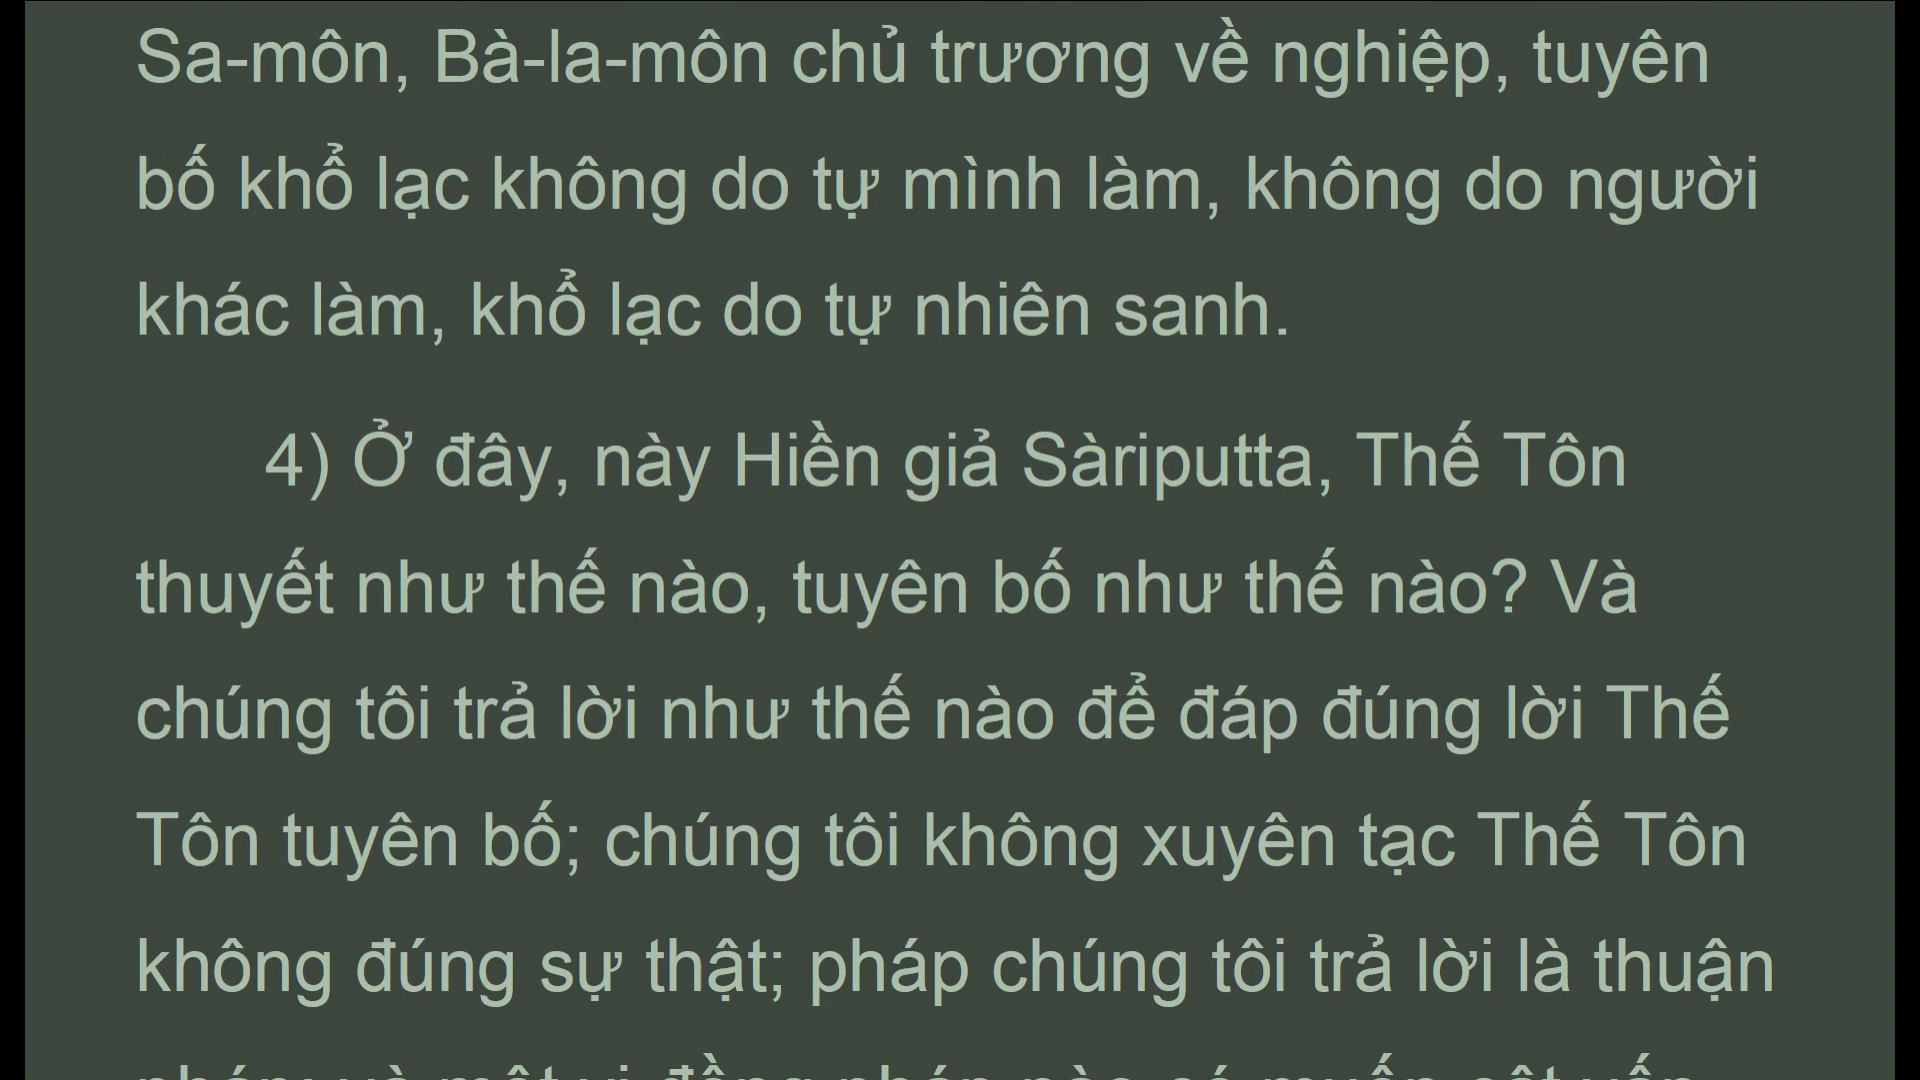 Sa-môn, Bà-la-môn chủ trương về nghiệp, tuyên
bố khổ lạc không do tự mình làm, không do người
khác làm, khổ lạc do tự nhiên sanh.
4) Ở đây, này Hiền giả Sàriputta, Thế Tôn
thuyết như thế nào, tuyên bố như thế nào? Và
chúng tôi trả lời như thế nào để đáp đúng lời Thế
Tôn tuyên bố; chúng tôi không xuyên tạc Thế Tôn
không đúng sự thật; pháp chúng tôi trả lời là thuận